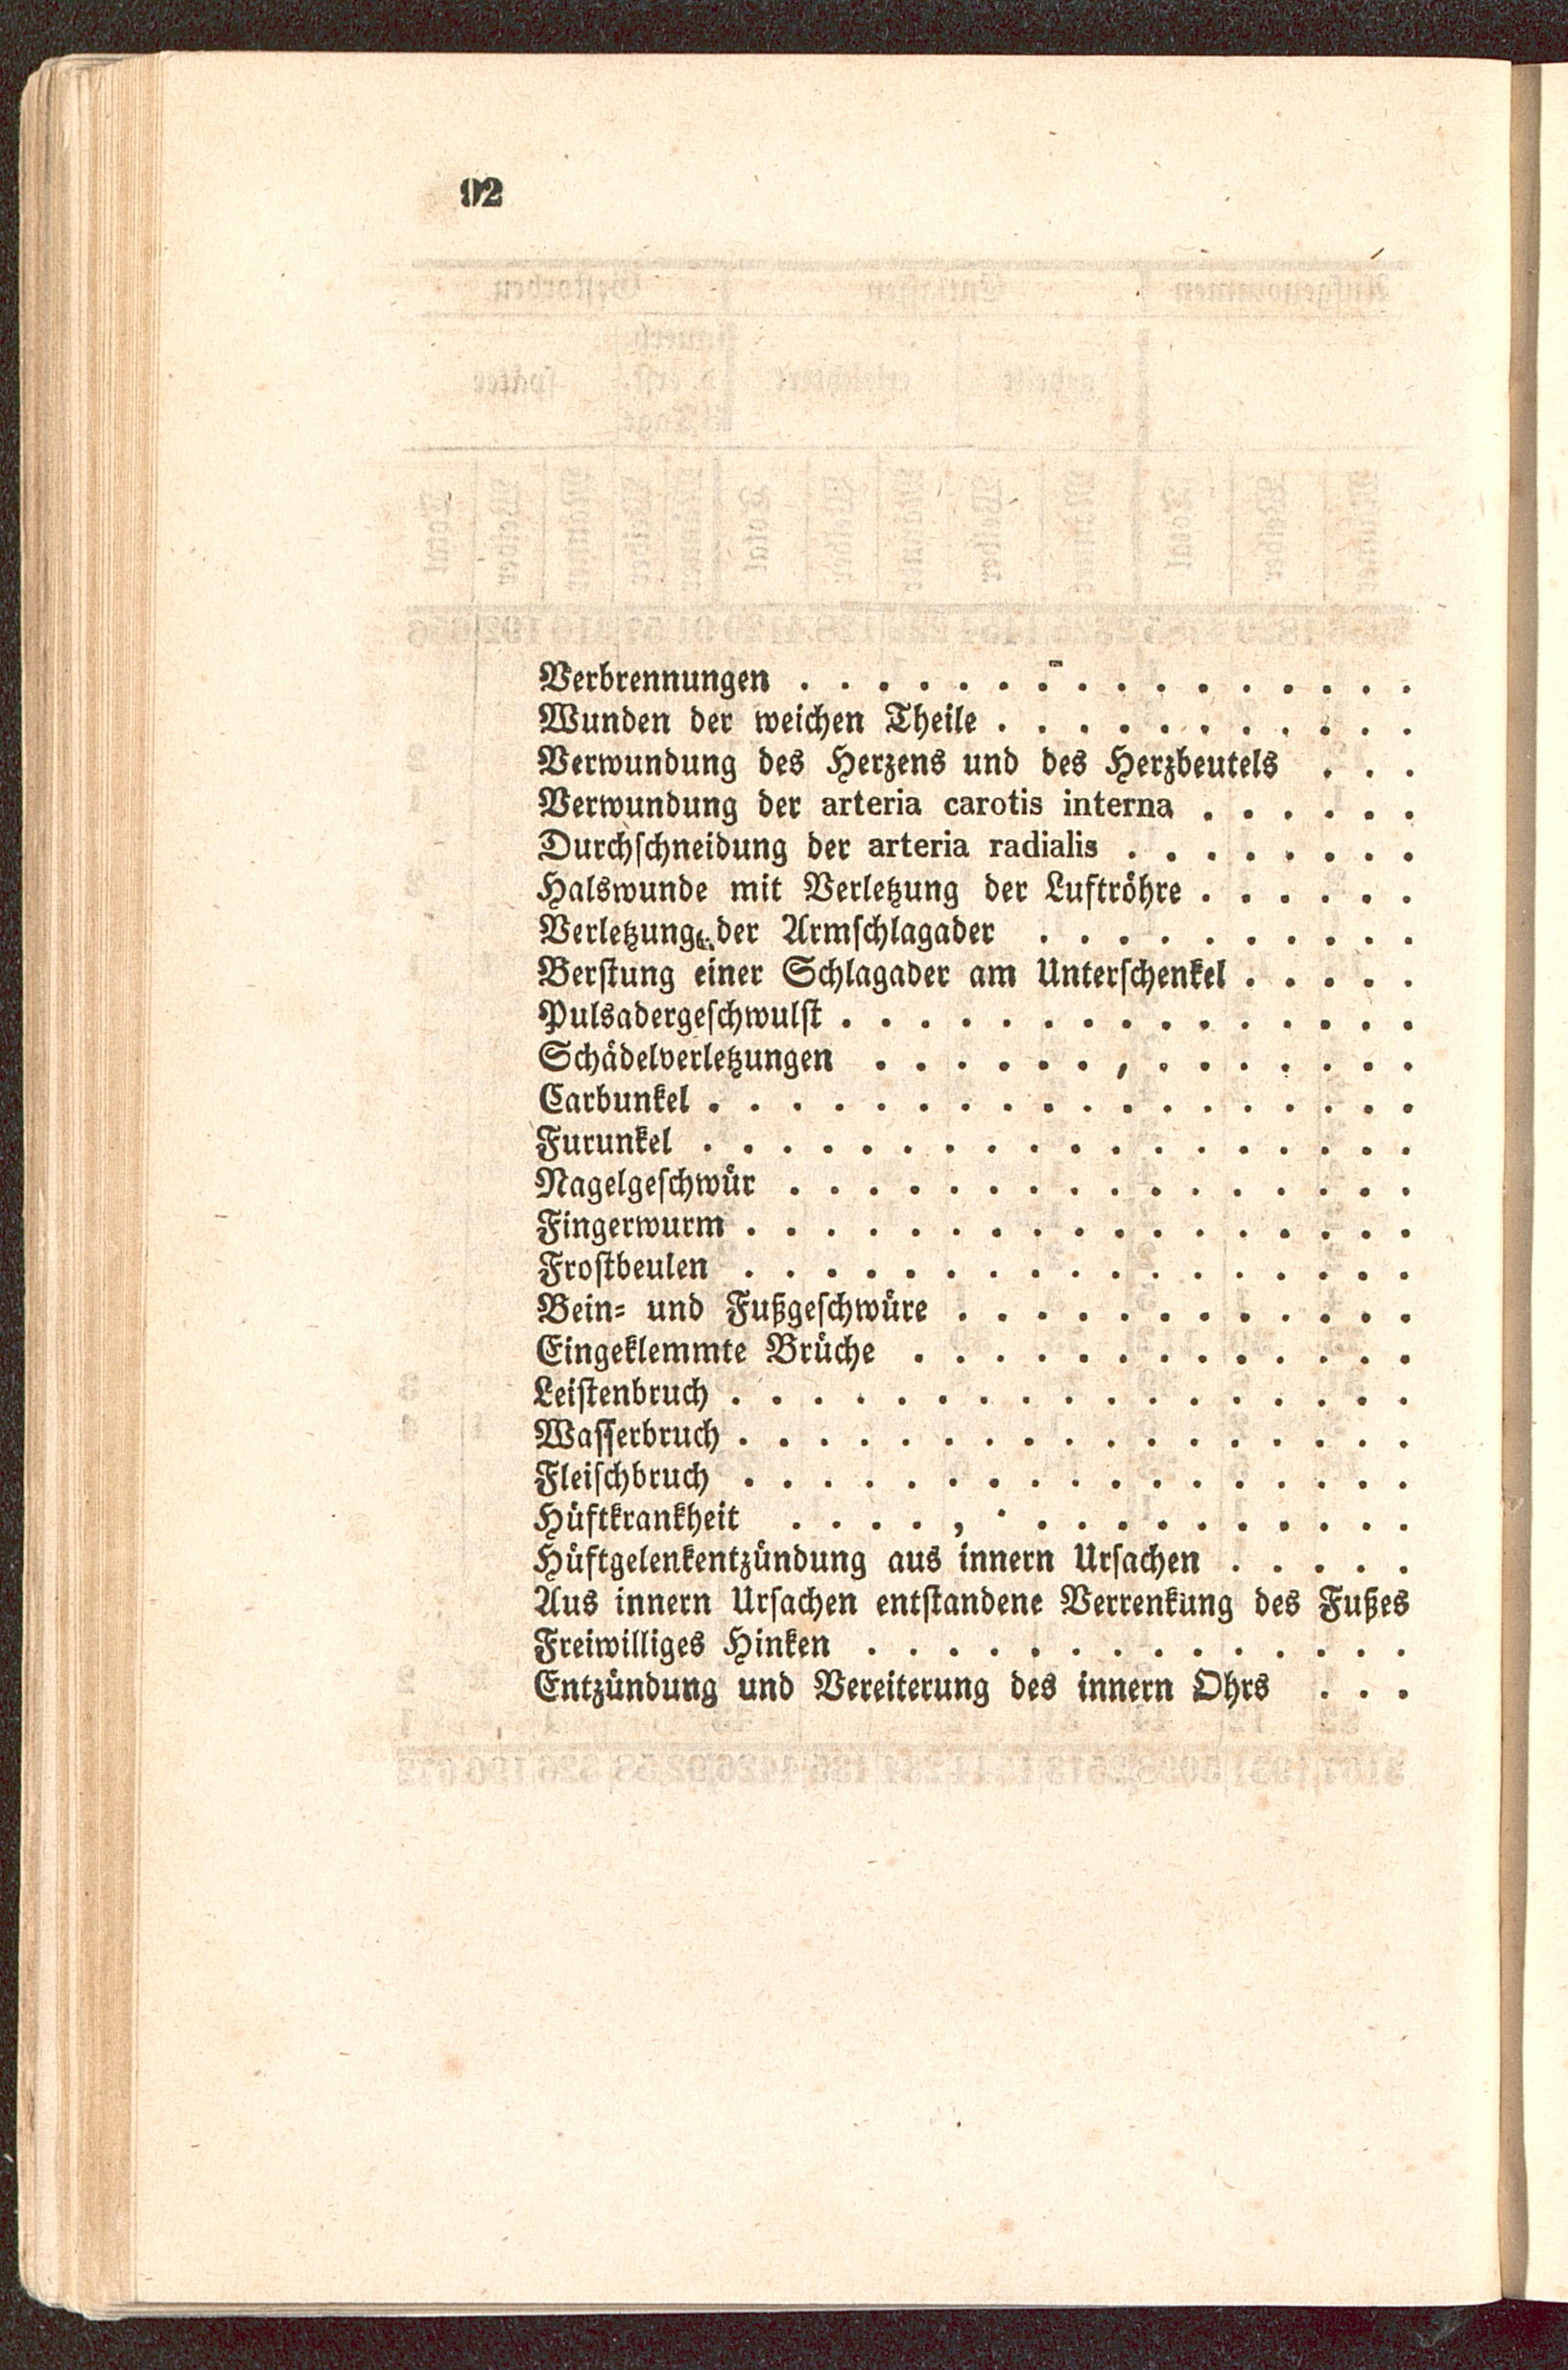 92
Verbrennungen . . . . . . . . . . . . . . . .
Wunden der weichen Theile . . . . . . . . . . .
Verwundung des Herzens und des Herzbeutels . . .
Verwundung der arteria carotis interna . . . . . .
Durchschneidung der arteria radialis . . . . . . . .
Halswunde mit Verletzung der Luftröhre . . . . . .
Verletzung der Armschlagader . . . . . . . . . .
Berstung einer Schlagader am Unterschenkel . . . . .
Pulsadergeschwulst . . . . . . . . . . . . . . .
Schädelverletzungen . . . . . . , . . . . . . .
Carbunkel . . . . . . . . . . . . . . . . . .
Furunkel . . . . . . . . . . . . . . . . . .
Nagelgeschwür . . . . . . . . . . . . . . . .
Fingerwurm . . . . . . . . . . . . . . . . .
Frostbeulen . . . . . . . . . . . . . . . . .
Bein- und Fußgeschwüre . . . . . . . . . . . .
Eingeklemmte Brüche . . . . . . . . . . . . .
Leistenbruch . . . . . . . . . . . . . . . . .
Wasserbruch . . . . . . . . . . . . . . . . .
Fleischbruch . . . . . . . . . . . . . . . . .
Hüftkrankheit . . . . , . . . . . . . . . . .
Hüftgelenkentzündung aus innern Ursachen . . . . .
Aus innern Ursachen entstandene Verrenkung des Fußes
Freiwilliges Hinken . . . . . . . . . . . . . .
Entzündung und Vereiterung des innern Ohrs . . .